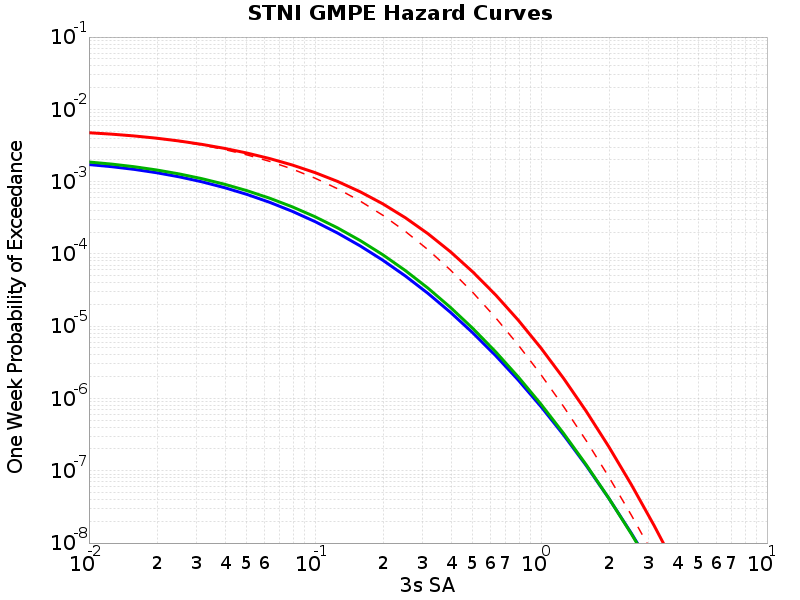 STNI GMPE Hazard Curves
One Week Probability of Exceedance
10^-1
10^-2
10^-3
10^-4
10^-5
10^-6
10^-7
10^-8
10^-2 2 3 4 5 6 10^-1 2 3 4 5 6 7 10^0 2 3 4 5 6 7 10^1
3s SA